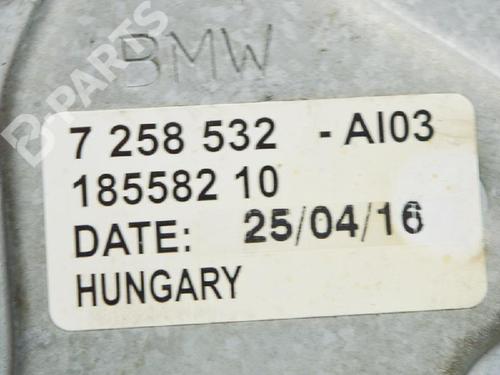 BMW
B-PARTS
7 258 532 - AI03
185582 10
DATE: 25/04/16
HUNGARY